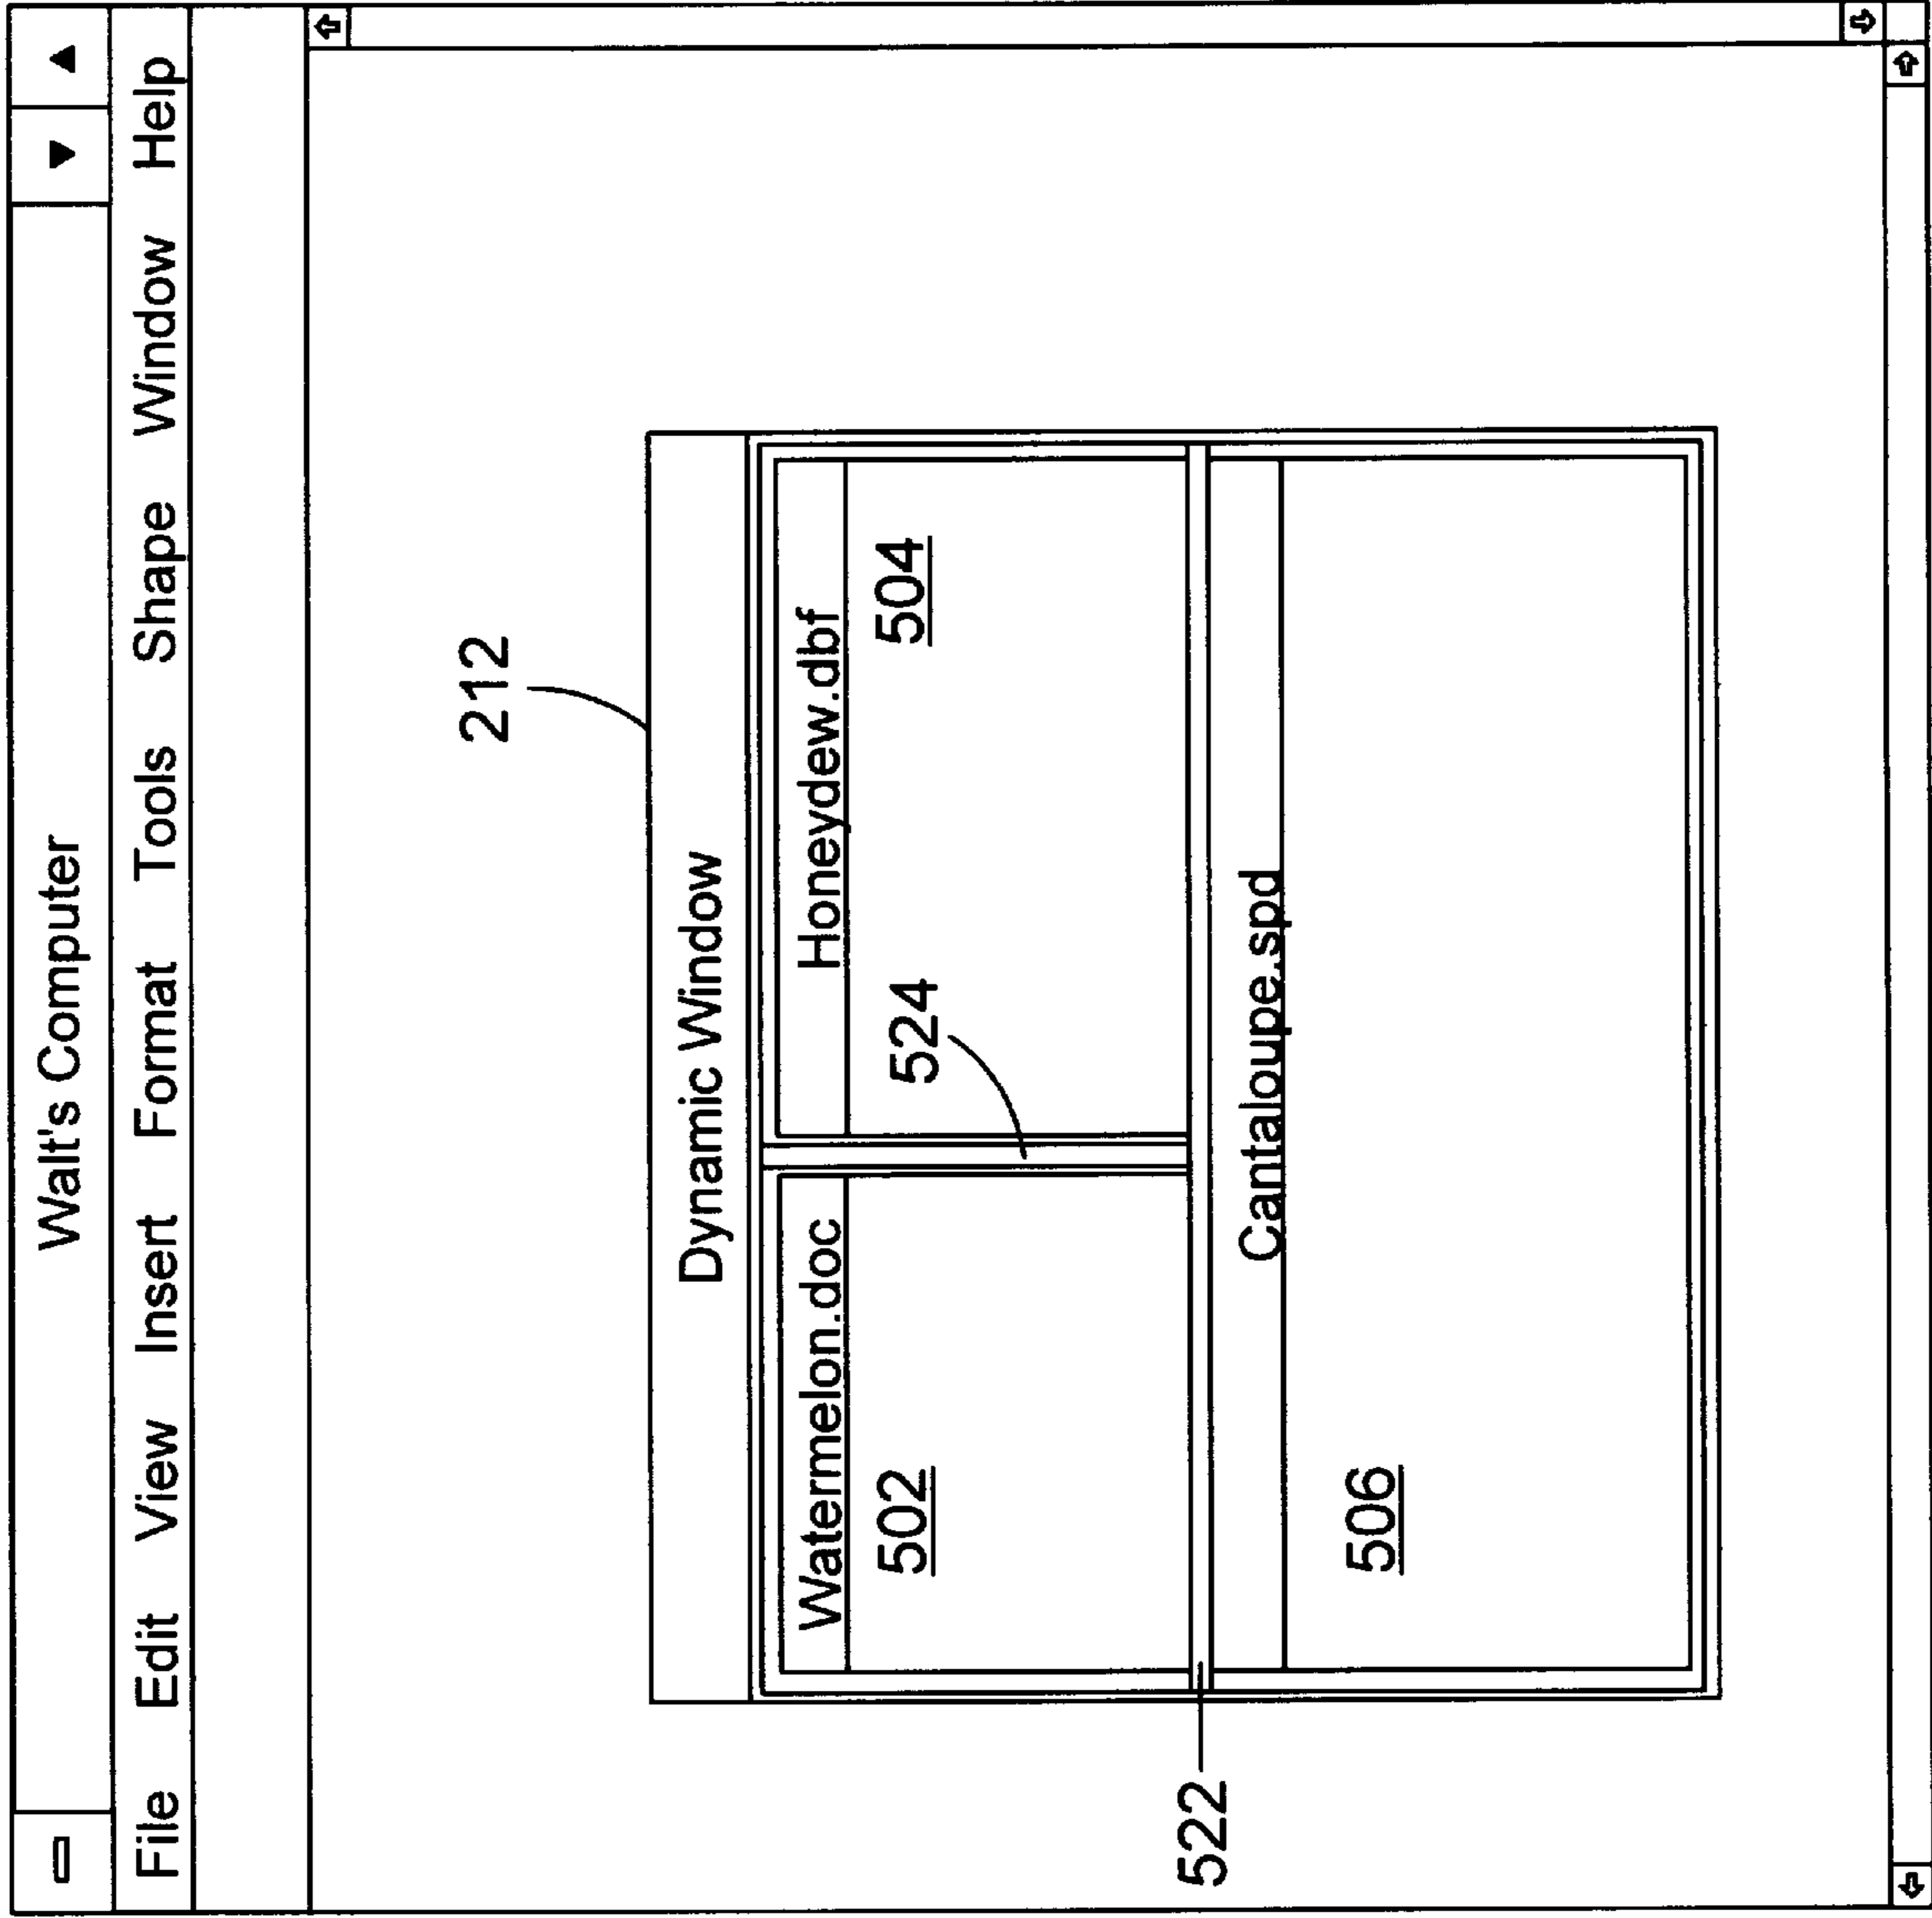 Walt's Computer
File Edit View Insert Format Tools Shape Window Help
212
Dynamic Window
Watermelon.doc Honeydew.dbf
502 524 504
522
Cantaloupe.spd
506